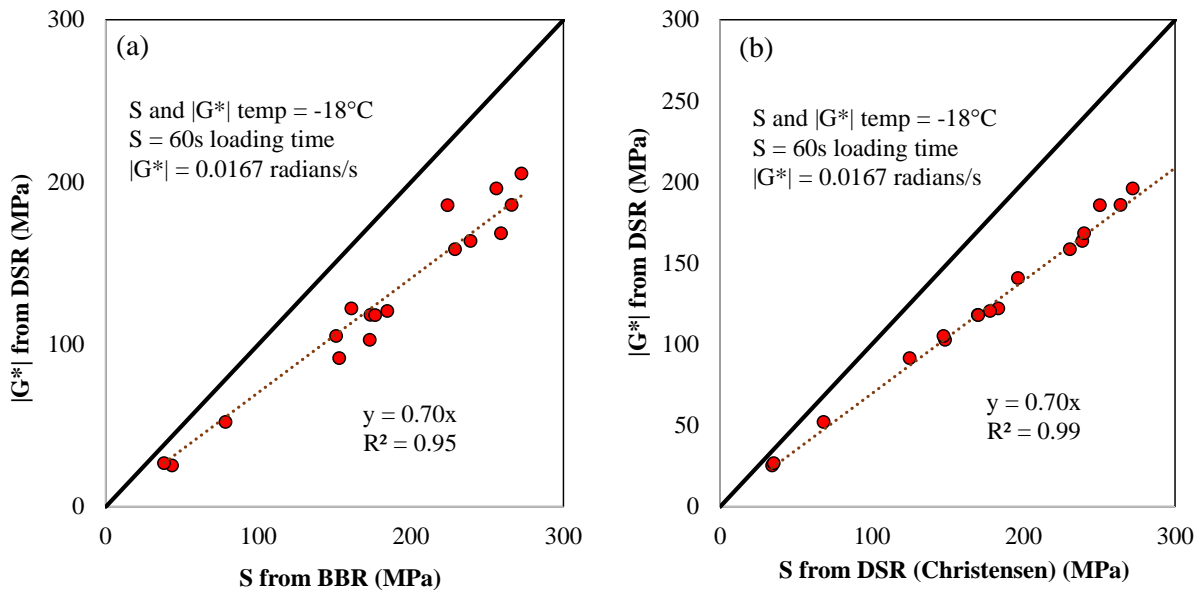 (a)
S and |G*| temp = -18°C
S = 60s loading time
|G*| = 0.0167 radians/s
y = 0.70x
R² = 0.95
300
200
100
0
0 100 200 300
|G*| from DSR (MPa)
S from BBR (MPa)
(b)
S and |G*| temp = -18°C
S = 60s loading time
|G*| = 0.0167 radians/s
y = 0.70x
R² = 0.99
300
250
200
150
100
50
0
0 100 200 300
|G*| from DSR (MPa)
S from DSR (Christensen) (MPa)